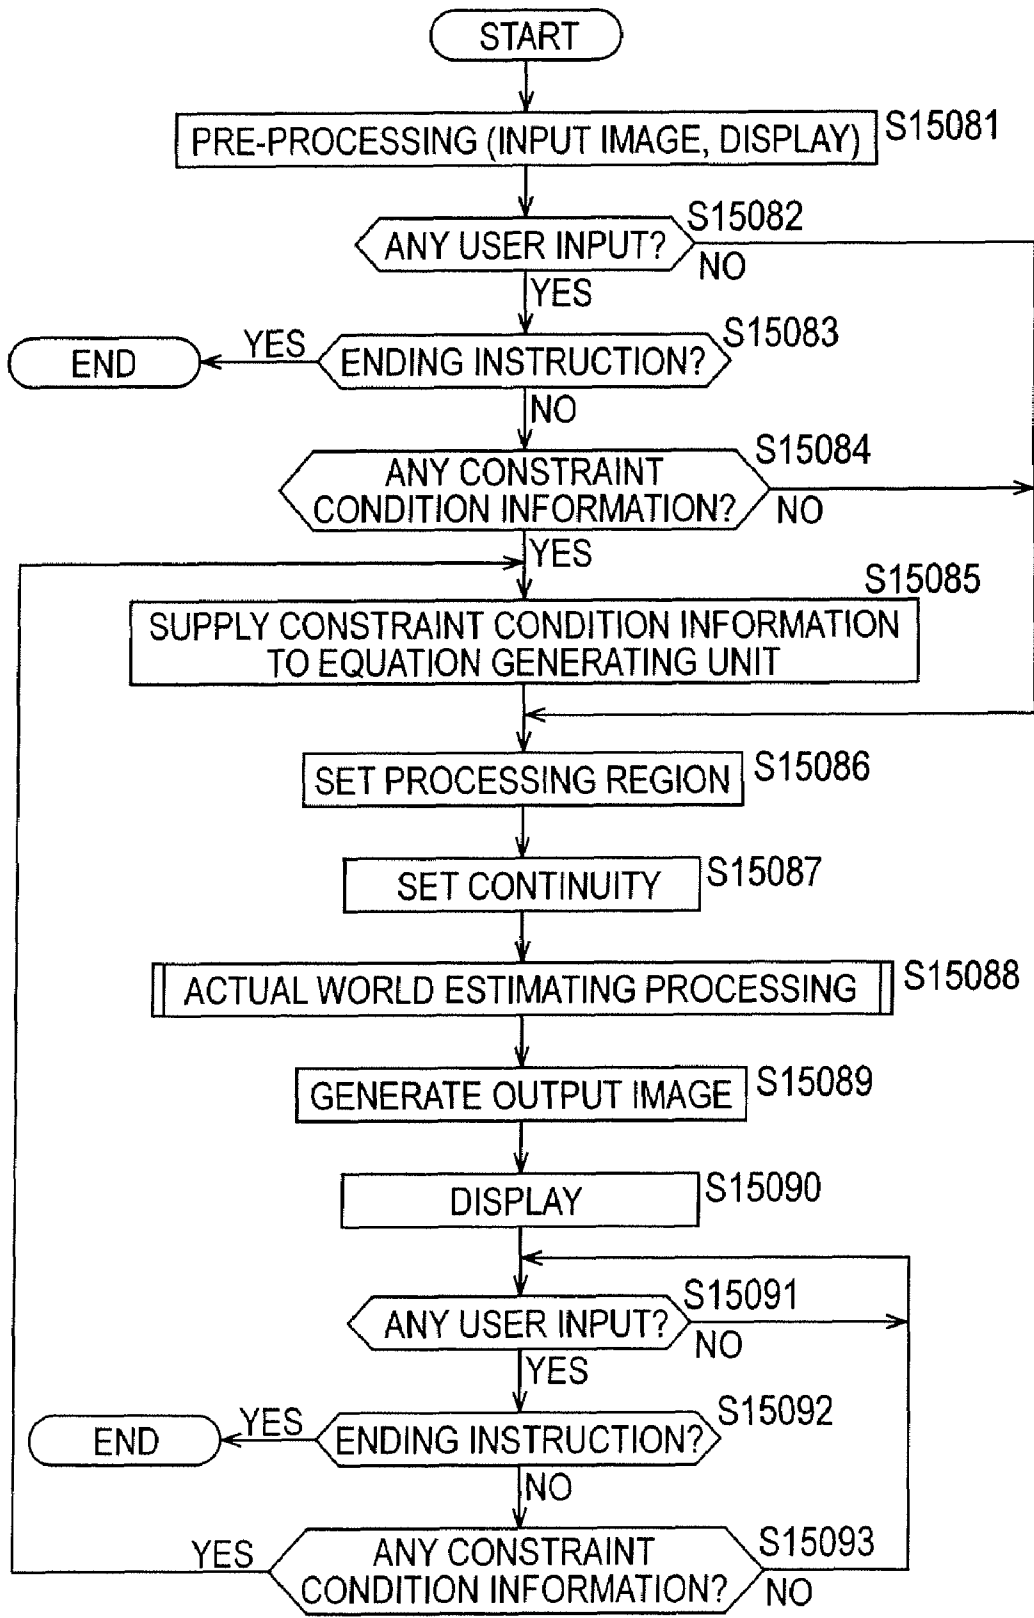 START
PRE-PROCESSING (INPUT IMAGE, DISPLAY)
S15081
S15082
ANY USER INPUT?
NO
YES
S15083
END
YES
ENDING INSTRUCTION?
NO
S15084
ANY CONSTRAINT
CONDITION INFORMATION?
NO
YES
S15085
SUPPLY CONSTRAINT CONDITION INFORMATION
TO EQUATION GENERATING UNIT
SET PROCESSING REGION
S15086
SET CONTINUITY
S15087
ACTUAL WORLD ESTIMATING PROCESSING
S15088
GENERATE OUTPUT IMAGE
S15089
DISPLAY
S15090
S15091
ANY USER INPUT?
NO
YES
S15092
END
YES
ENDING INSTRUCTION?
NO
S15093
YES
ANY CONSTRAINT
CONDITION INFORMATION?
NO